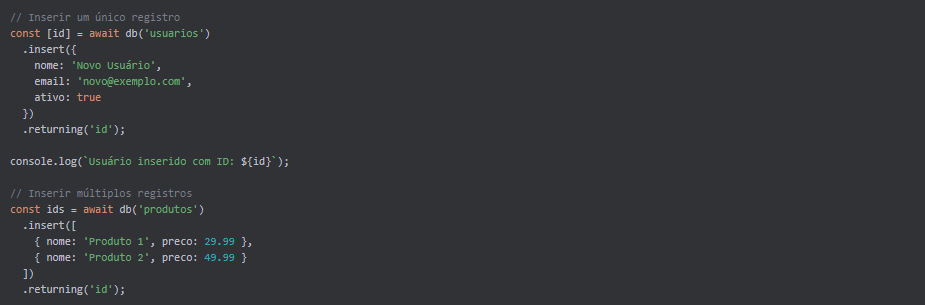 // Inserir um único registro
const [id] = await db('usuarios')
  .insert({
    nome: 'Novo Usuário',
    email: 'novo@exemplo.com',
    ativo: true
  })
  .returning('id');
console.log(`Usuário inserido com ID: ${id}`);
// Inserir múltiplos registros
const ids = await db('produtos')
  .insert([
    { nome: 'Produto 1', preco: 29.99 },
    { nome: 'Produto 2', preco: 49.99 }
  ])
  .returning('id');